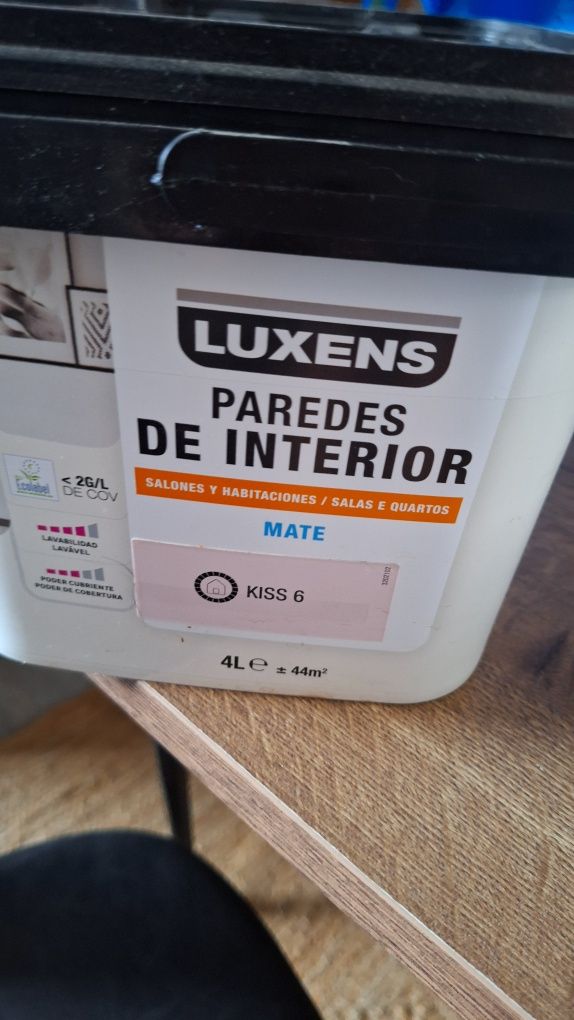 LUXENS
PAREDES
DE INTERIOR
SALONES Y HABITACIONES / SALAS E QUARTOS
MATE
Ecolabel
< 2G/L
DE COV
LAVABILIDAD
LAVÁVEL
PODER CUBRIENTE
PODER DE COBERTURA
KISS 6
4L e ± 44m²